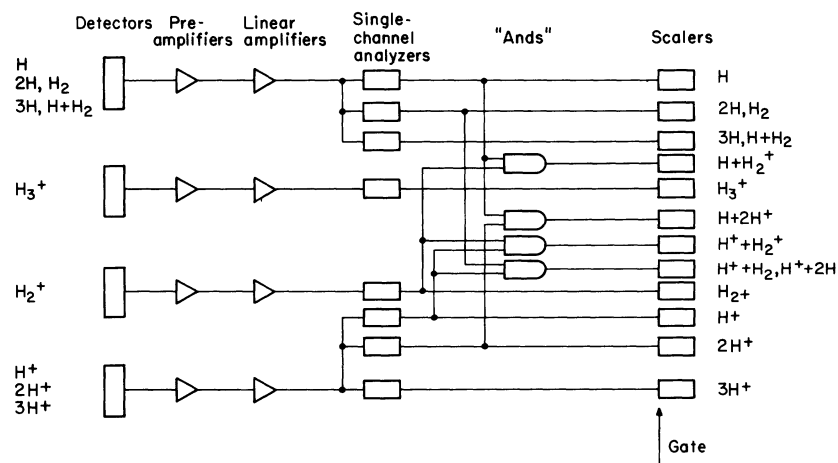 Detectors
Pre-
amplifiers
Linear
amplifiers
Single-
channel
analyzers
"Ands"
Scalers
H
2H, H₂
3H, H+H₂
H₃⁺
H₂⁺
H⁺
2H⁺
3H⁺
H
2H,H₂
3H,H+H₂
H+H₂⁺
H₃⁺
H+2H⁺
H⁺+H₂⁺
H⁺+H₂,H⁺+2H
H₂+
H⁺
2H⁺
3H⁺
Gate